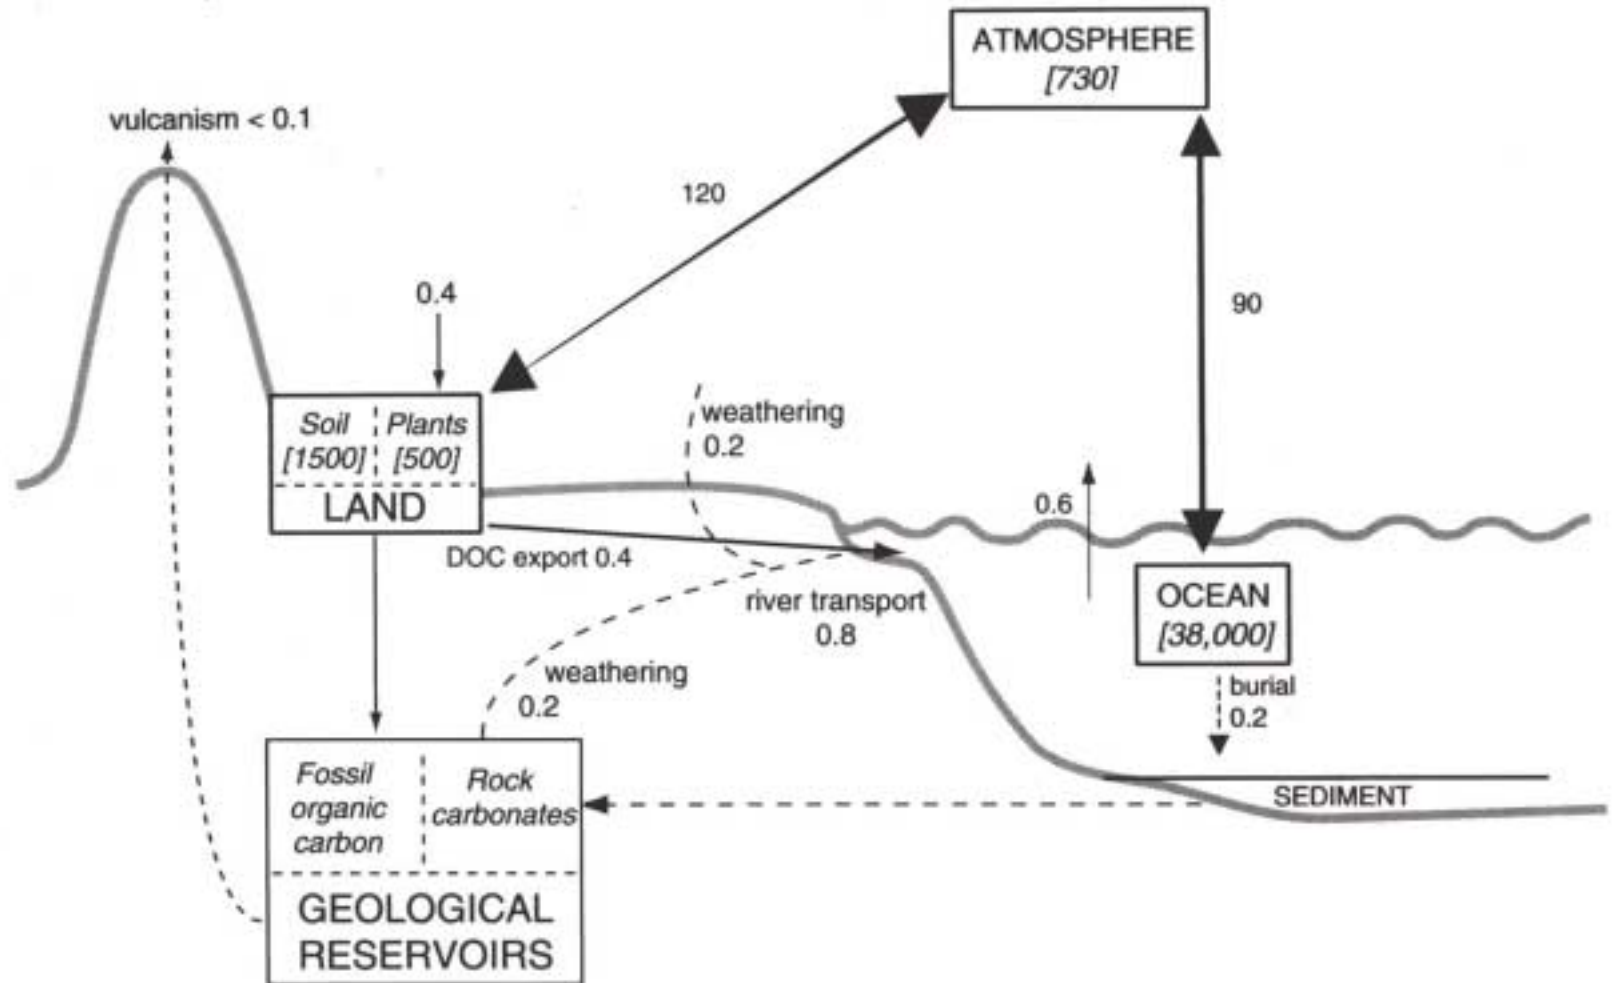 ATMOSPHERE
[730]
vulcanism < 0.1
120
0.4
90
Soil
[1500]
Plants
[500]
LAND
weathering
0.2
0.6
DOC export 0.4
OCEAN
[38,000]
river transport
0.8
weathering
0.2
burial
0.2
Fossil
organic
carbon
Rock
carbonates
SEDIMENT
GEOLOGICAL
RESERVOIRS